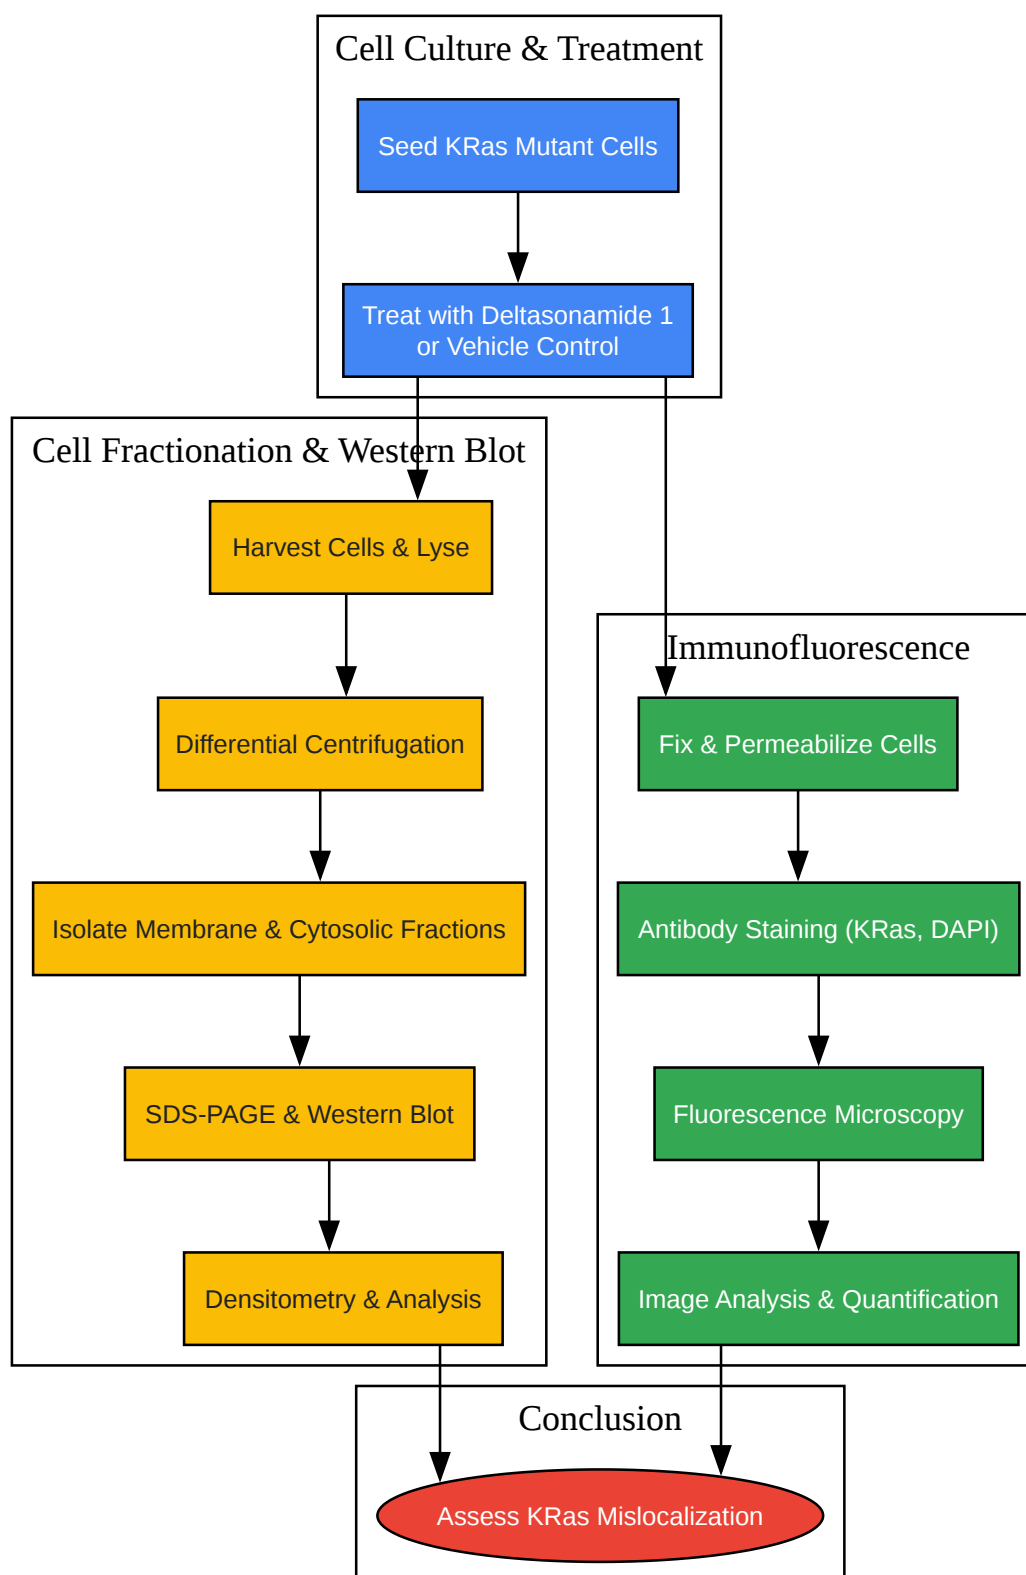 Cell Culture & Treatment
Seed KRas Mutant Cells
Treat with Deltasonamide 1
or Vehicle Control
Cell Fractionation & Western Blot
Harvest Cells & Lyse
Differential Centrifugation
Isolate Membrane & Cytosolic Fractions
SDS-PAGE & Western Blot
Densitometry & Analysis
Immunofluorescence
Fix & Permeabilize Cells
Antibody Staining (KRas, DAPI)
Fluorescence Microscopy
Image Analysis & Quantification
Conclusion
Assess KRas Mislocalization